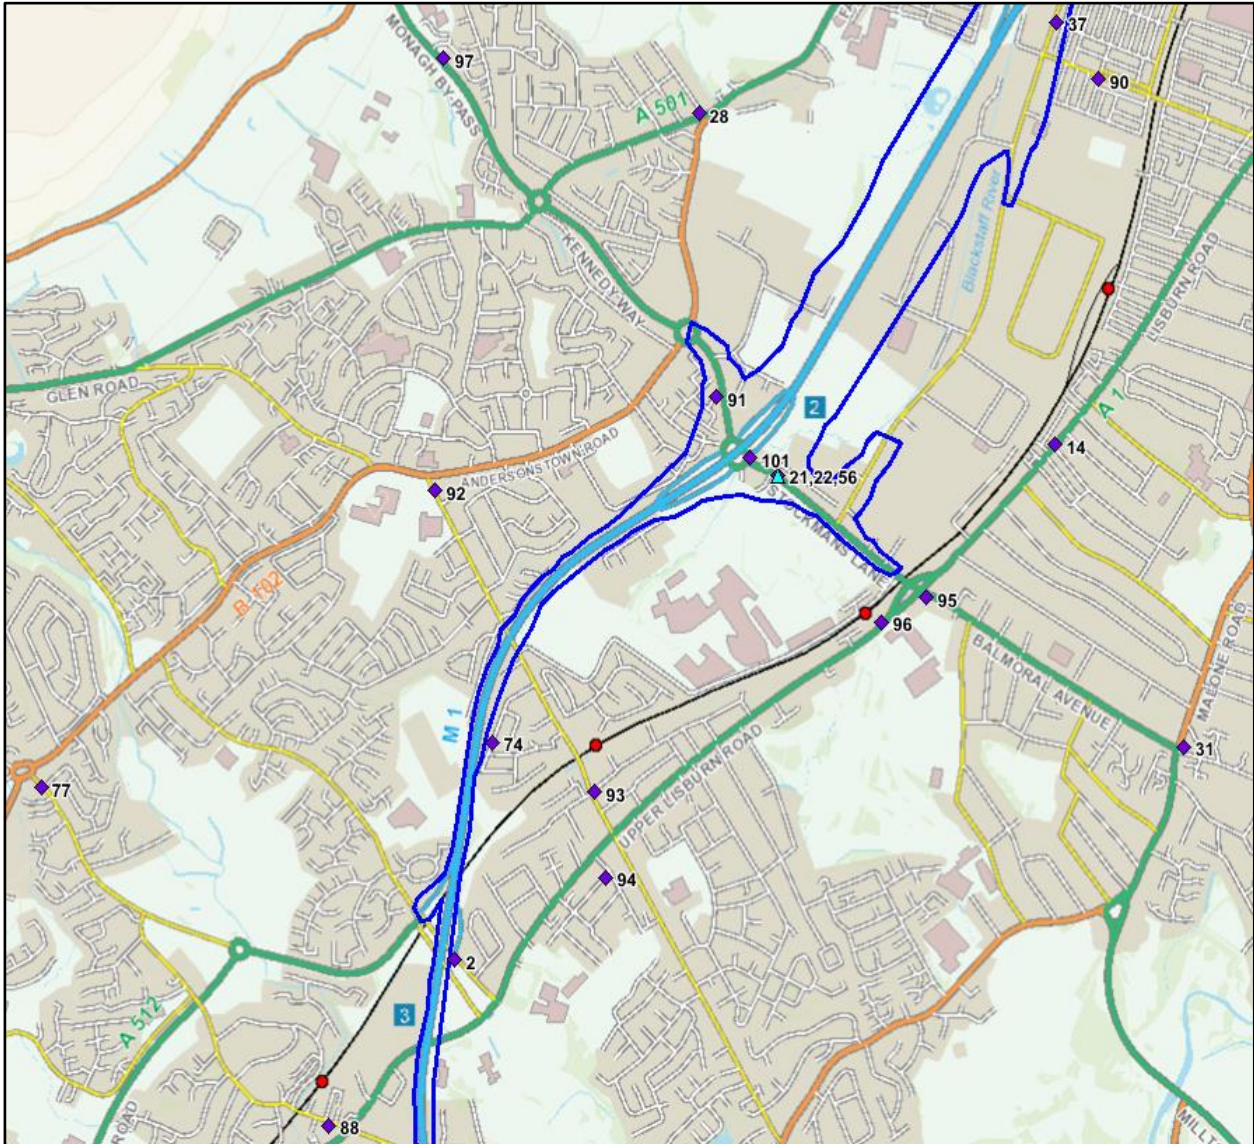 37
MONAGH BY-PASS
97
90
A 501
28
Blackstaff River
LISBURN ROAD
KENNEDY WAY
GLEN ROAD
91
2
A 1
14
101
ANDERSONSTOWN ROAD
21,22,56
92
STOCKMANS LANE
B 102
95
96
BALMORAL AVENUE
MALONE ROAD
M 1
74
31
77
93
UPPER LISBURN ROAD
94
2
A 512
3
88
ROAD
MILL